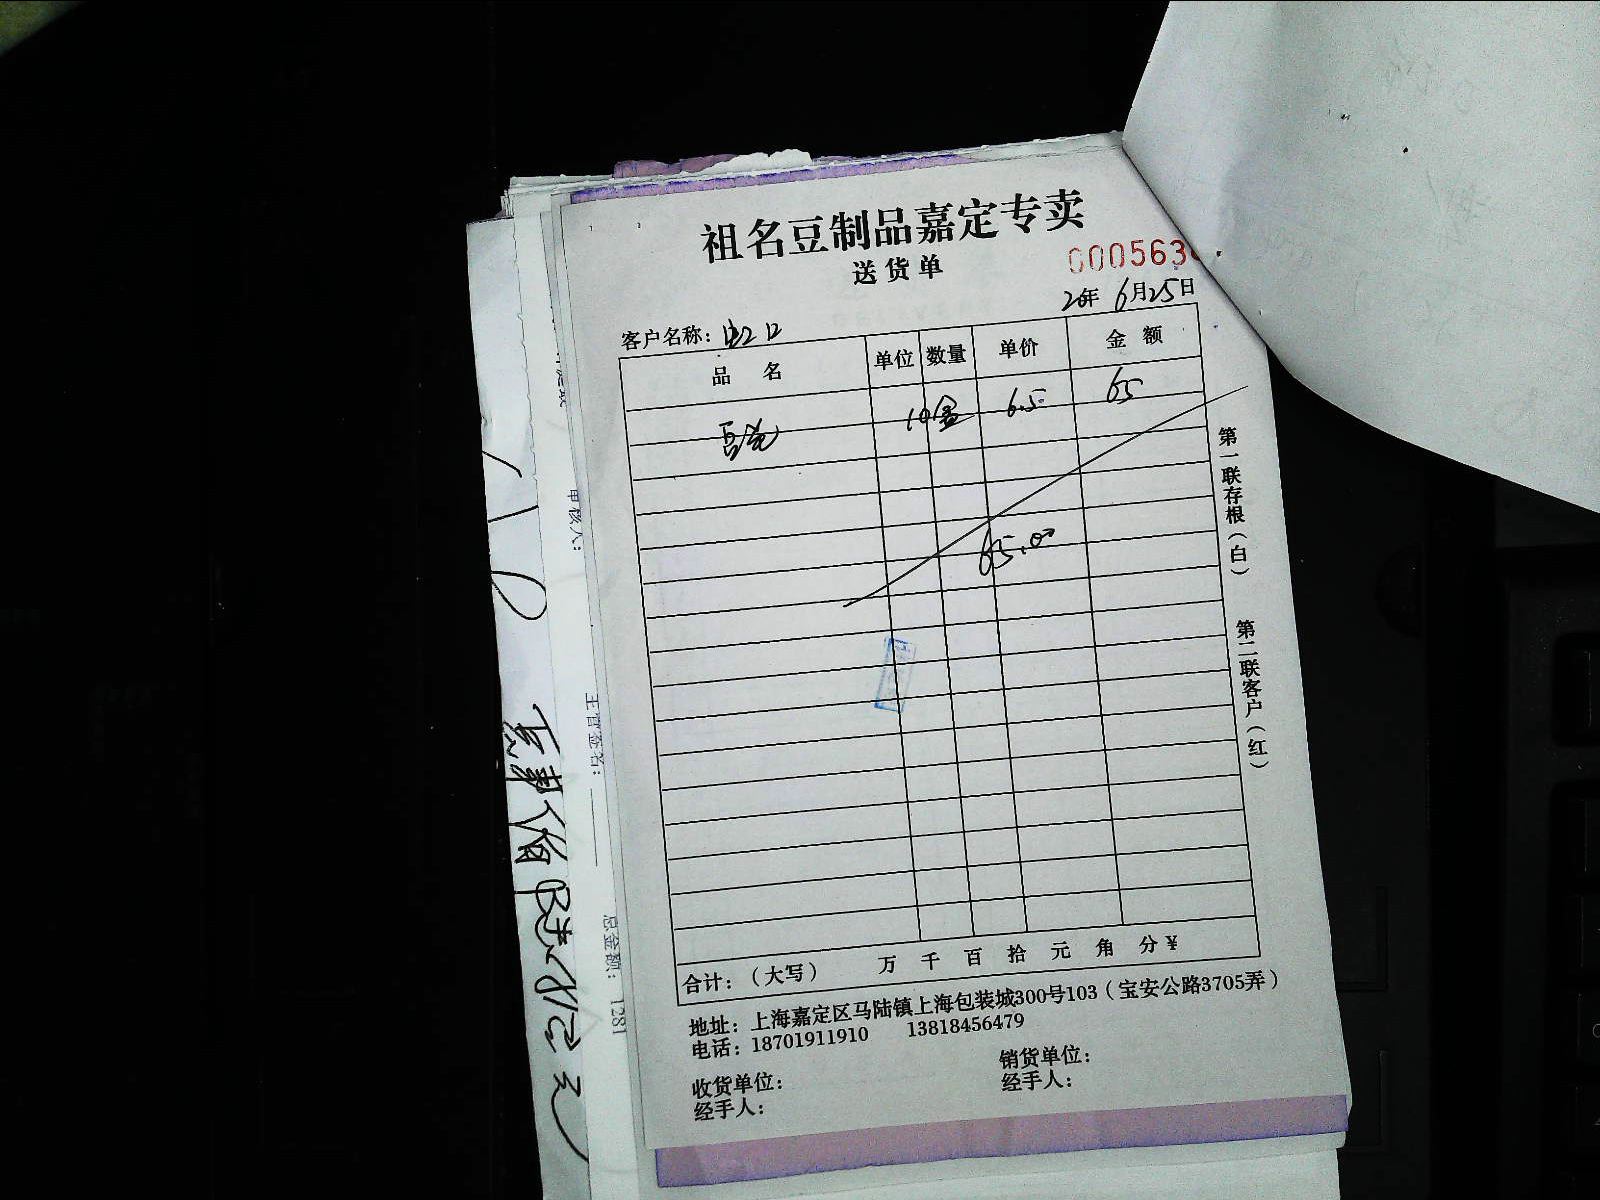 祖名豆制品嘉定专卖
送货单
000563
20年 6月25日
客户名称：
品 名 单位 数量 单价 金 额
10盒 6.5 65
65.00
第一联存根（白） 第二联客户（红）
合计：（大写） 万 千 百 拾 元 角 分 ¥
地址：上海嘉定区马陆镇上海包装城300号103（宝安公路3705弄）
电话：18701911910 13818456479
收货单位： 销货单位：
经手人： 经手人：
审核人：
主管签名：
总金额： 1281